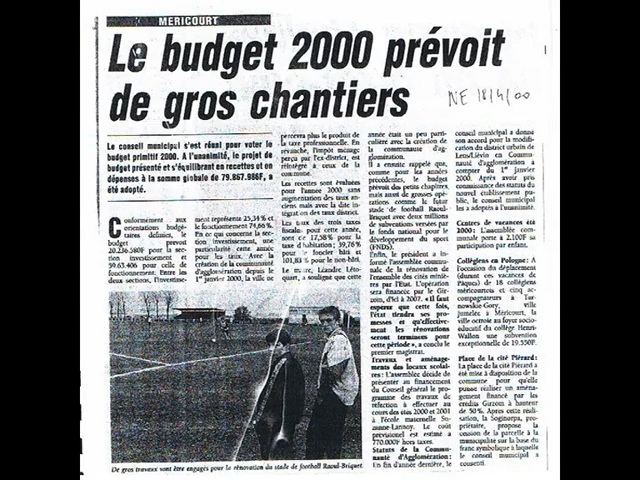 MERICOURT
Le budget 2000 prévoit
de gros chantiers
NE 18/4/00
Le conseil municipal s'est réuni pour voter le
budget primitif 2000. A l'unanimité, le projet de
budget présenté et s'équilibrant en recettes et en
dépenses à la somme globale de 79.867.986F, a
été adopté.
Conformément aux
orientations budgé-
taires définies, le
budget prévoit
20.236.580F pour la
section investissement et
59.63.406 pour celle de
fonctionnement. Entre les
deux sections, l'investisse-
ment représente 25,34 % et
le fonctionnement 74,66%.
En ce qui concerne la sec-
tion investissement, une
particularité cette année
pour les taux. Avec la
création de la communauté
d'agglomération depuis le
1er janvier 2000, la ville ne
percevra plus le produit de
la taxe professionnelle. En
revanche, l'impôt ménage
perçu par l'ex-district, est
réintégré à ceux de la
commune.
Les recettes sont évaluées
pour l'année 2000 sans
augmentation des taux an-
ciens mais avec la dite in-
tégration des taux district.
Les taux des trois taxes
fiscales pour cette année,
sont de 17,58% pour la
taxe d'habitation ; 39,76%
pour le foncier bâti et
101,83 % pour le non-bâti.
Le maire, Léandre Léto-
quart, a souligné que cette
année était un peu parti-
culière avec la création de
la communauté d'ag-
glomération.
Il a ensuite rappelé que,
comme pour les années
précédentes, le budget
prévoit des petits chapitres,
mais aussi de grosses
opérations comme le futur
stade de football Raoul-
Briquet avec deux millions
de subventions versées par
le fonds national pour le
développement du sport
(FNDS).
Enfin, le président a in-
formé l'assemblée commu-
nale de la rénovation de
l'ensemble des cités miniè-
res par l'Etat. L'opération
sera financée par le Gir-
zom, d'ici à 2007. « Il faut
espérer que cette fois,
l'état tiendra ses pro-
messes et qu'effective-
ment les rénovations
seront terminées pour
cette période », a conclu le
premier magistrat.
Travaux et aménage-
ments des locaux scolai-
res : L'assemblée décide de
présenter au financement
du Conseil général le pro-
gramme des travaux de
réfection à effectuer au
cours des étés 2000 et 2001
à l'école maternelle Su-
zanne-Lannoy. Le coût
prévisionnel est estimé à
770.000F hors taxes.
Statuts de la Commu-
nauté d'Agglomération :
En fin d'année dernière, le
conseil municipal a donné
son accord pour la modifi-
cation du district urbain de
Lens/Liévin en Commu-
nauté d'agglomération à
compter du 1er janvier
2000. Après avoir pris
connaissance des statuts du
nouvel établissement pu-
blic, le conseil municipal
les a adoptés à l'unanimité.
Centres de vacances été
2000 : L'assemblée com-
munale porte à 2.100F sa
participation par enfant.
Collégiens en Pologne : A
l'occasion du déplacement
(durant ces vacances de
Pâques) de 18 collégiens
méricourtois et cinq ac-
compagnateurs à Tar-
nowskie-Gory, ville
jumelée à Méricourt, la
ville octroie au foyer socio-
éducatif du collège Henri-
Wallon une subvention
exceptionnelle de 19.550F.
Place de la cité Piérard :
La place de la cité Piérard a
été mise à disposition de la
commune pour qu'elle
puisse réaliser un amé-
nagement financé par les
crédits Girzom à hauteur
de 50 %. Après cette réali-
sation, la Soginorpa, pro-
priétaire, propose la
cession de la parcelle à la
municipalité sur la base du
franc symbolique à laquelle
le conseil municipal a
consenti.
De gros travaux sont être engagés pour la rénovation du stade de football Raoul-Briquet